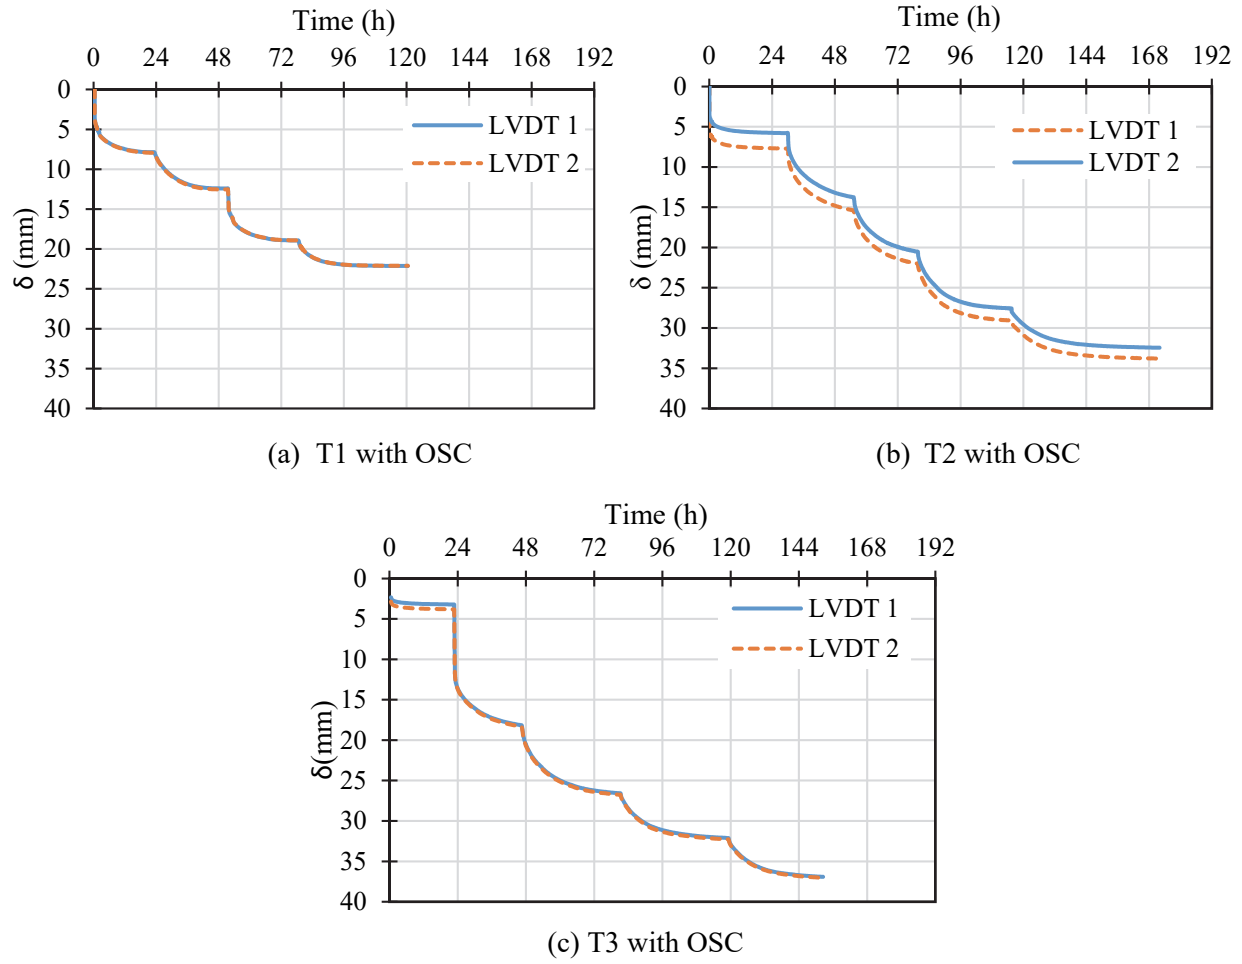 Time (h)
0 24 48 72 96 120 144 168 192
0
5
10
15
20
25
30
35
40
δ (mm)
LVDT 1
LVDT 2
(a) T1 with OSC
Time (h)
0 24 48 72 96 120 144 168 192
0
5
10
15
20
25
30
35
40
δ (mm)
LVDT 1
LVDT 2
(b) T2 with OSC
Time (h)
0 24 48 72 96 120 144 168 192
0
5
10
15
20
25
30
35
40
δ(mm)
LVDT 1
LVDT 2
(c) T3 with OSC